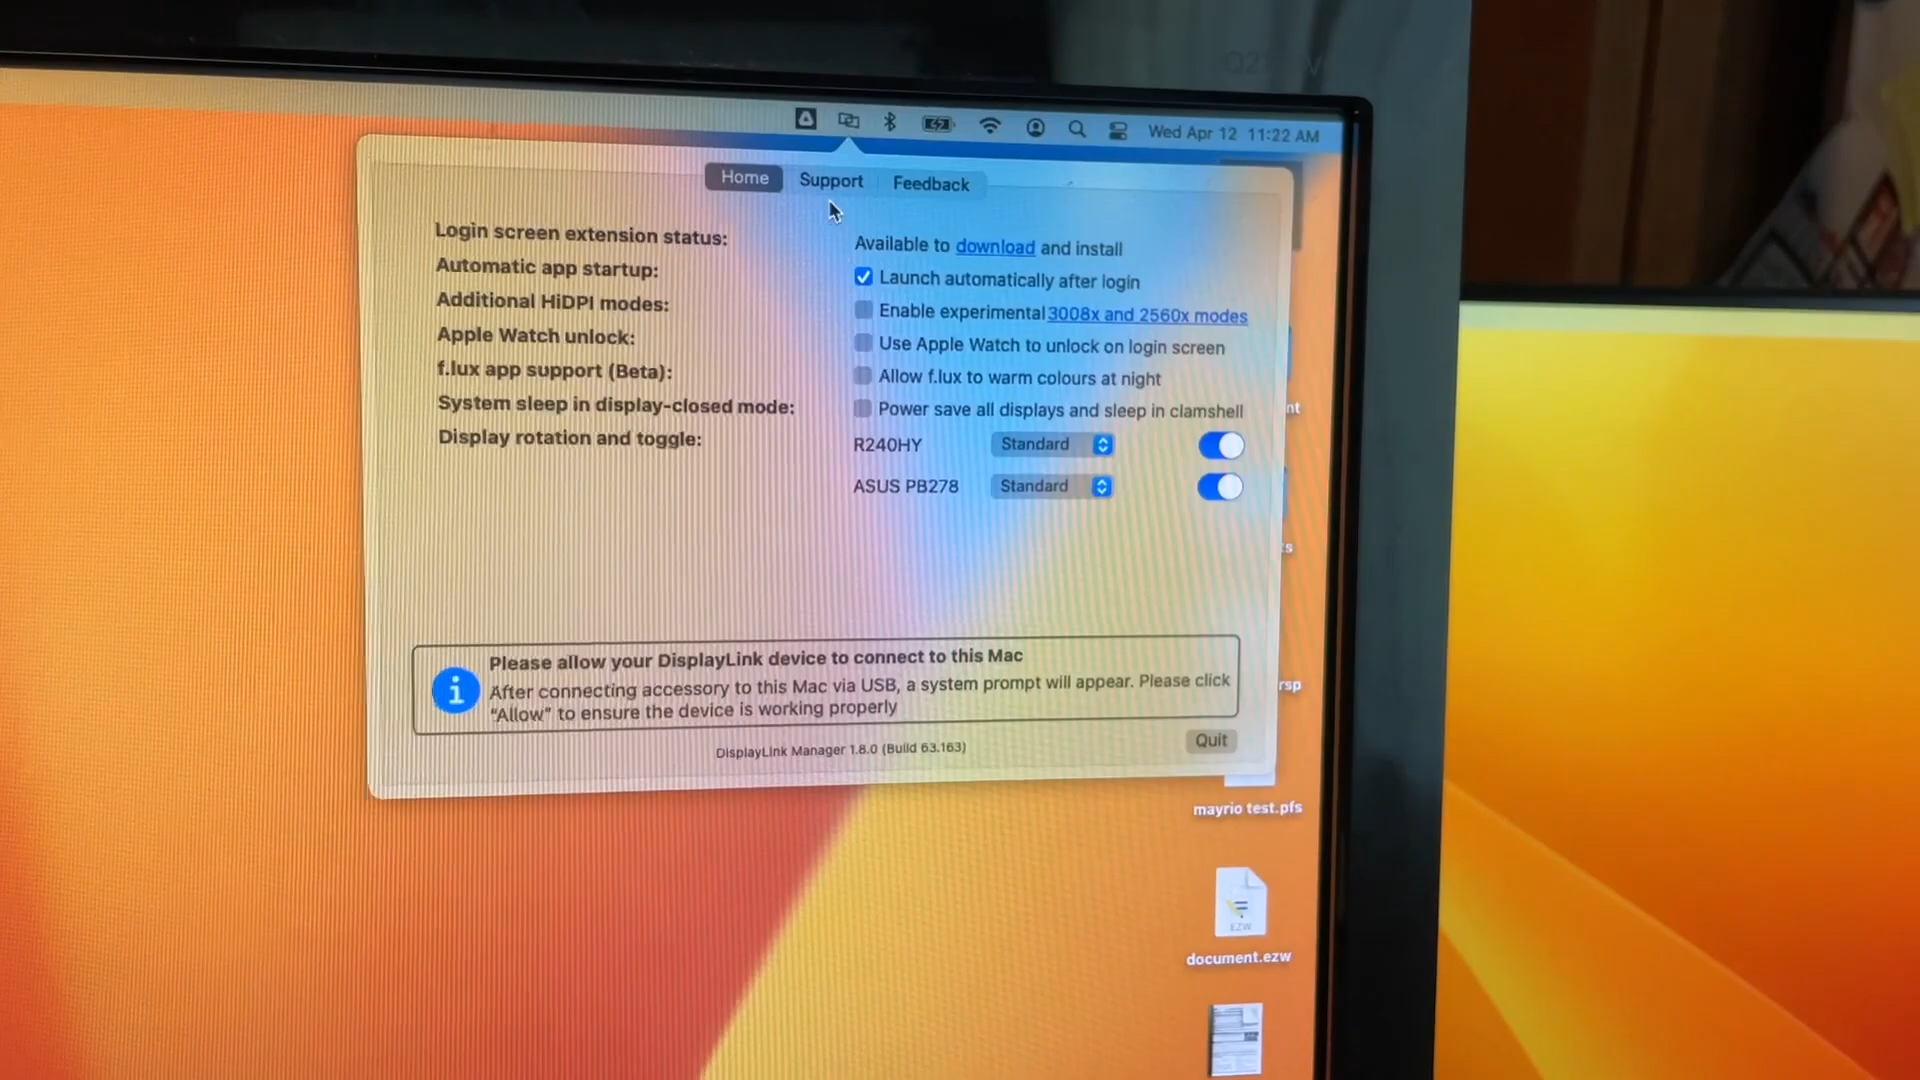 Wed Apr 12 11:22 AM
Home Support Feedback
Login screen extension status: Available to download and install
Automatic app startup: Launch automatically after login
Additional HiDPI modes: Enable experimental 3008x and 2560x modes
Apple Watch unlock: Use Apple Watch to unlock on login screen
f.lux app support (Beta): Allow f.lux to warm colours at night
System sleep in display-closed mode: Power save all displays and sleep in clamshell
nt
Display rotation and toggle: R240HY Standard
ASUS PB278 Standard
ts
Please allow your DisplayLink device to connect to this Mac
After connecting accessory to this Mac via USB, a system prompt will appear. Please click
"Allow" to ensure the device is working properly
rsp
DisplayLink Manager 1.8.0 (Build 63.163)
Quit
mayrio test.pfs
EZW
document.ezw